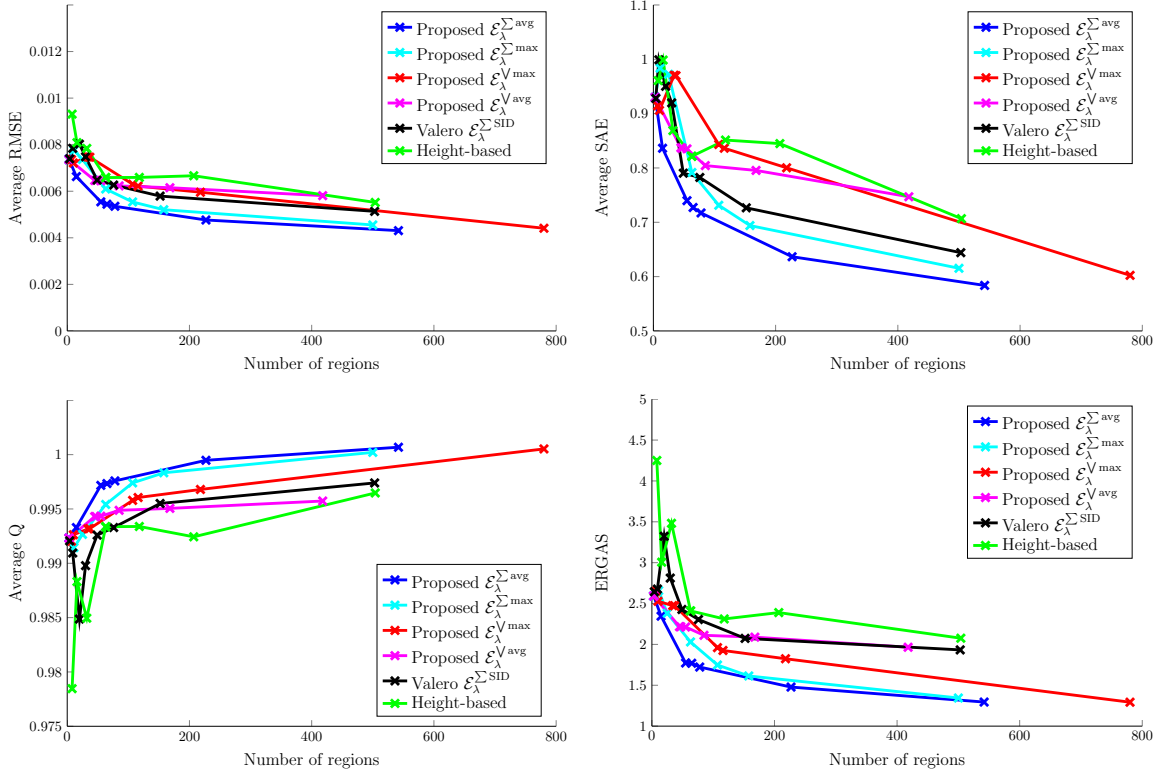 0.012
0.01
0.008
0.006
0.004
0.002
0
Average RMSE
0 200 400 600 800
Number of regions
Proposed ℰ_λ^{∑ avg}
Proposed ℰ_λ^{∑ max}
Proposed ℰ_λ^{⋁ max}
Proposed ℰ_λ^{⋁ avg}
Valero ℰ_λ^{∑ SID}
Height-based
1.1
1
0.9
0.8
0.7
0.6
0.5
Average SAE
0 200 400 600 800
Number of regions
Proposed ℰ_λ^{∑ avg}
Proposed ℰ_λ^{∑ max}
Proposed ℰ_λ^{⋁ max}
Proposed ℰ_λ^{⋁ avg}
Valero ℰ_λ^{∑ SID}
Height-based
1
0.995
0.99
0.985
0.98
0.975
Average Q
0 200 400 600 800
Number of regions
Proposed ℰ_λ^{∑ avg}
Proposed ℰ_λ^{∑ max}
Proposed ℰ_λ^{⋁ max}
Proposed ℰ_λ^{⋁ avg}
Valero ℰ_λ^{∑ SID}
Height-based
5
4.5
4
3.5
3
2.5
2
1.5
1
ERGAS
0 200 400 600 800
Number of regions
Proposed ℰ_λ^{∑ avg}
Proposed ℰ_λ^{∑ max}
Proposed ℰ_λ^{⋁ max}
Proposed ℰ_λ^{⋁ avg}
Valero ℰ_λ^{∑ SID}
Height-based